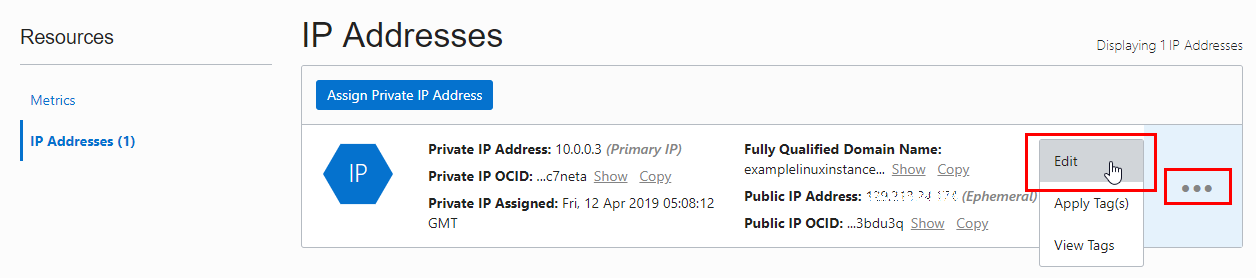 Resources
Metrics
IP Addresses (1)
IP Addresses
Displaying 1 IP Addresses
Assign Private IP Address
IP
Private IP Address: 10.0.0.3 (Primary IP)
Private IP OCID: ...c7neta Show Copy
Private IP Assigned: Fri, 12 Apr 2019 05:08:12
GMT
Fully Qualified Domain Name:
examplelinuxinstance... Show Copy
Public IP Address: (Ephemeral)
Public IP OCID: ...3bdu3q Show Copy
Edit
Apply Tag(s)
View Tags